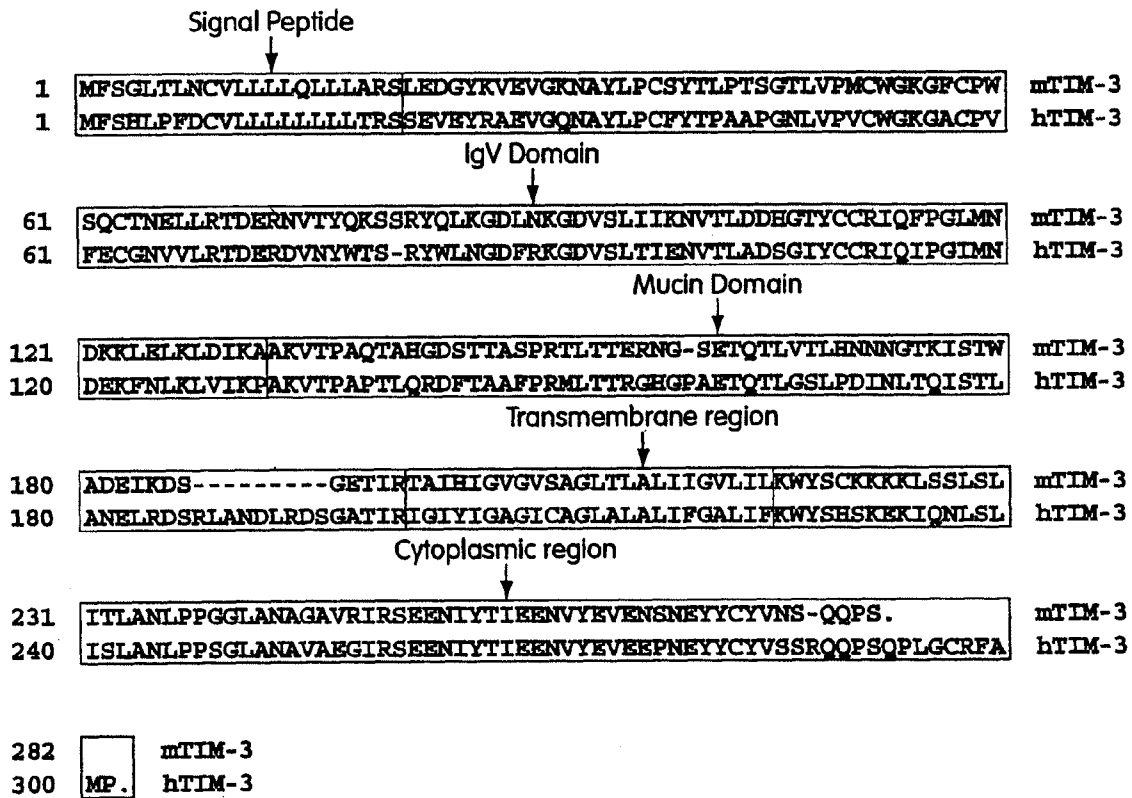 Signal Peptide
1 MFSGLTLNCVLLLLQLLLARSLEDGYKVEVGKNAYLPCSYTLPTSGTLVPMCWGKGFCPW mTIM-3
1 MFSHLPFDCVLLLLLLLLTRSSEVEYRAEVGQNAYLPCFYTPAAPGNLVPVCWGKGACPV hTIM-3
IgV Domain
61 SQCTNELLRTDERNVTYQKSSRYQLKGDLNKGDVSLIIKNVTLDDHGTYCCRIQFPGLMN mTIM-3
61 FECGNVVLRTDERDVNYWTS-RYWLNGDFRKGDVSLTIENVTLADSGIYCCRIQIPGIMN hTIM-3
Mucin Domain
121 DKKLELKLDIKAAKVTPAQTAHGDSTTASPRTLTTERNG-SETQTLVTLHNNNGTKISTW mTIM-3
120 DEKFNLKLVIKPAKVTPAPTLQRDFTAAFPRMLTTRGHGPAETQTLGSLPDINLTQISTL hTIM-3
Transmembrane region
180 ADEIKDS---------GETIRTAIHIGVGVSAGLTLALIIGVLILKWYSCKKKKLSSLSL mTIM-3
180 ANELRDSRLANDLRDSGATIRIGIYIGAGICAGLALALIFGALIFKWYSHSKEKIQNLSL hTIM-3
Cytoplasmic region
231 ITLANLPPGGLANAGAVRIRSEENIYTIEENVYEVENSNEYYCYVNS-QQPS. mTIM-3
240 ISLANLPPSGLANAVAEGIRSEENIYTIEENVYEVEEPNEYYCYVSSRQQPSQPLGCRFA hTIM-3
282 mTIM-3
300 MP. hTIM-3